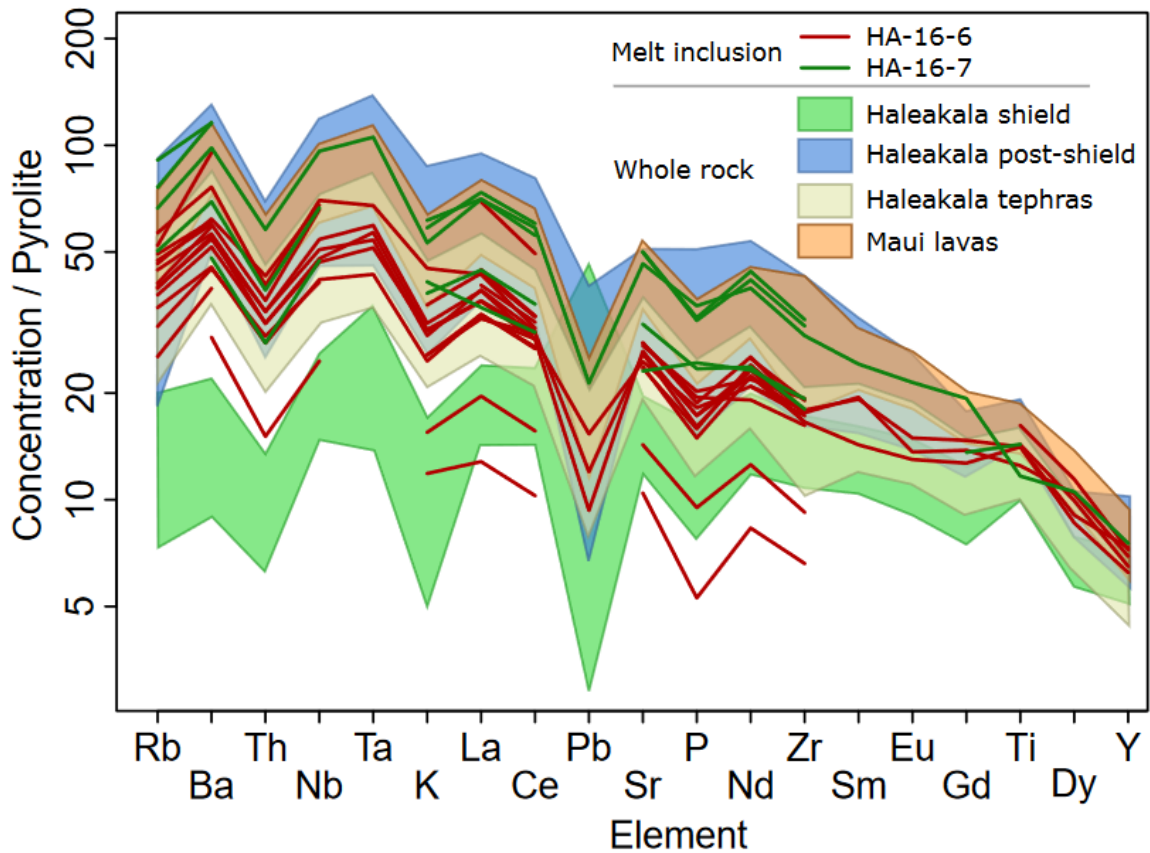 200
100
50
20
10
5
Concentration / Pyrolite
Melt inclusion
HA-16-6
HA-16-7
Whole rock
Haleakala shield
Haleakala post-shield
Haleakala tephras
Maui lavas
Rb Th Ta La Pb P Zr Eu Ti Y
Ba Nb K Ce Sr Nd Sm Gd Dy
Element